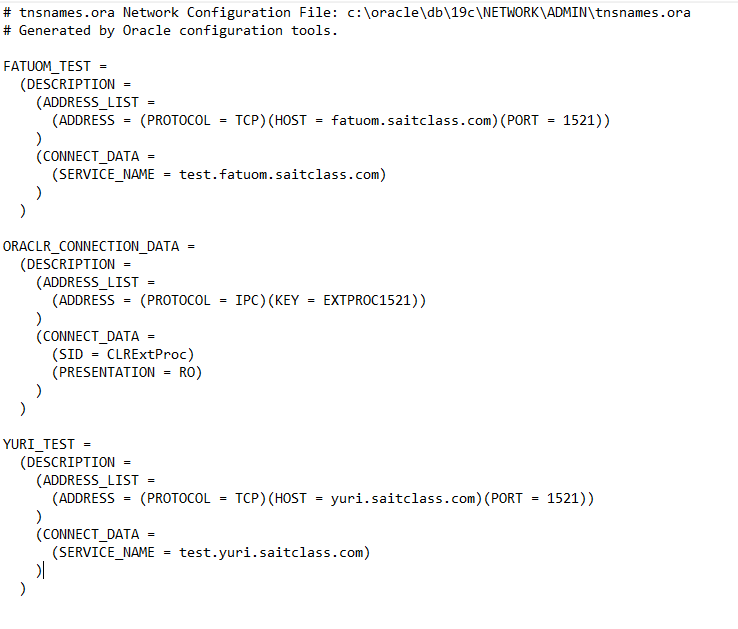 # tnsnames.ora Network Configuration File: c:\oracle\db\19c\NETWORK\ADMIN\tnsnames.ora
# Generated by Oracle configuration tools.

FATUOM_TEST =
  (DESCRIPTION =
    (ADDRESS_LIST =
      (ADDRESS = (PROTOCOL = TCP)(HOST = fatuom.saitclass.com)(PORT = 1521))
    )
    (CONNECT_DATA =
      (SERVICE_NAME = test.fatuom.saitclass.com)
    )
  )

ORACLR_CONNECTION_DATA =
  (DESCRIPTION =
    (ADDRESS_LIST =
      (ADDRESS = (PROTOCOL = IPC)(KEY = EXTPROC1521))
    )
    (CONNECT_DATA =
      (SID = CLRExtProc)
      (PRESENTATION = RO)
    )
  )

YURI_TEST =
  (DESCRIPTION =
    (ADDRESS_LIST =
      (ADDRESS = (PROTOCOL = TCP)(HOST = yuri.saitclass.com)(PORT = 1521))
    )
    (CONNECT_DATA =
      (SERVICE_NAME = test.yuri.saitclass.com)
    )
  )